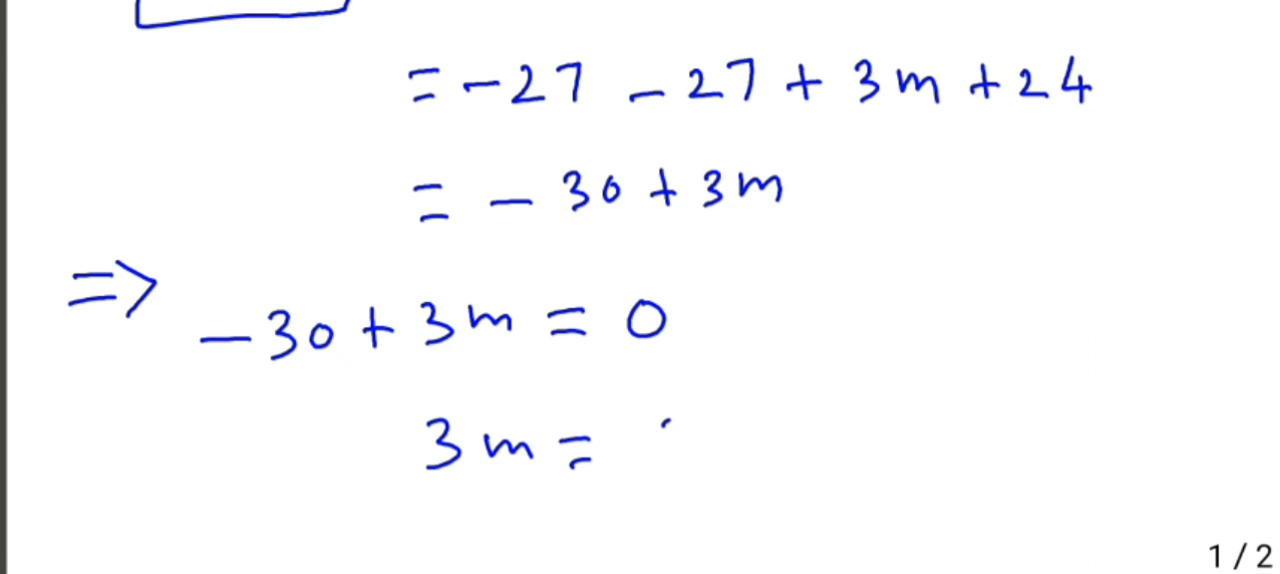 = -27 - 27 + 3m + 24
= - 30 + 3m
=> -30 + 3m = 0
3m =
1 / 2